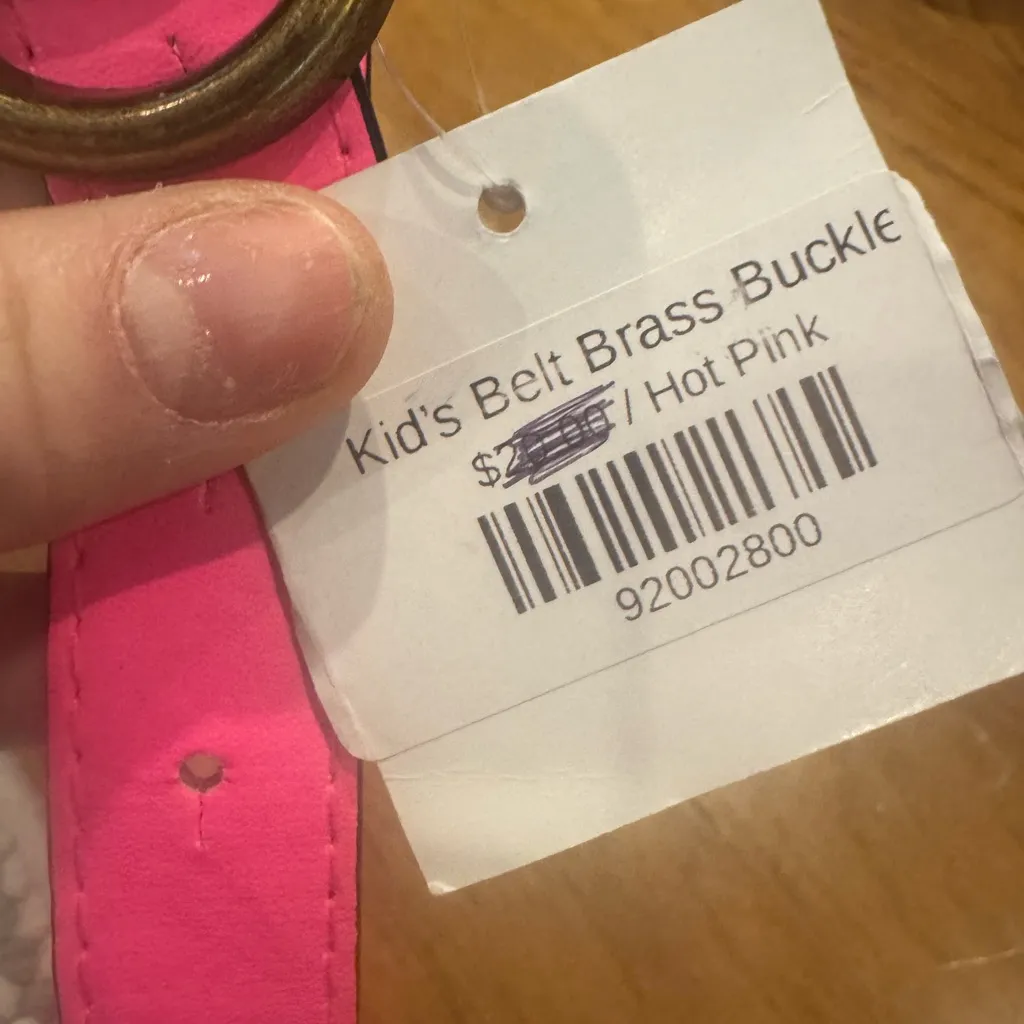 Kid's Belt Brass Buckle
$ / Hot Pink
92002800